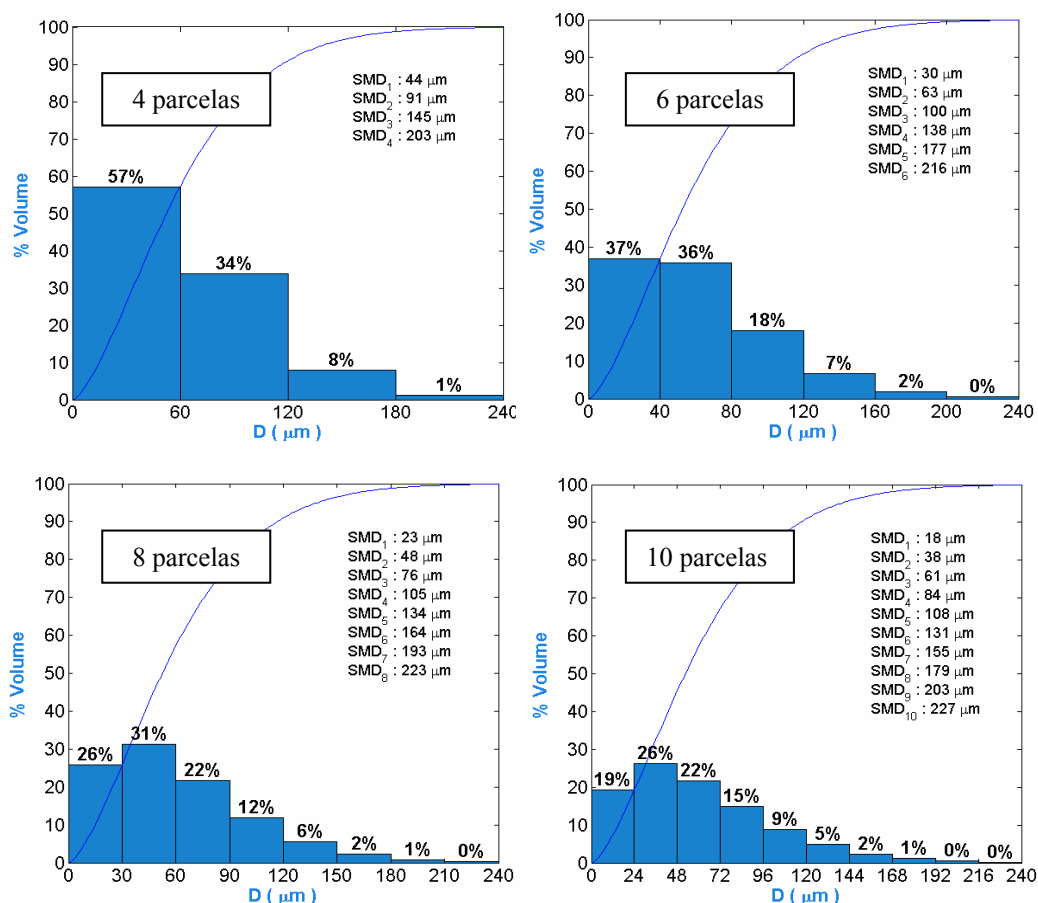 4 parcelas
SMD1 : 44 μm
SMD2 : 91 μm
SMD3 : 145 μm
SMD4 : 203 μm
100
90
80
70
60
50
40
30
20
10
0
% Volume
57%
34%
8%
1%
0 60 120 180 240
D ( μm )
6 parcelas
SMD1 : 30 μm
SMD2 : 63 μm
SMD3 : 100 μm
SMD4 : 138 μm
SMD5 : 177 μm
SMD6 : 216 μm
100
90
80
70
60
50
40
30
20
10
0
% Volume
37%
36%
18%
7%
2%
0%
0 40 80 120 160 200 240
D ( μm )
8 parcelas
SMD1 : 23 μm
SMD2 : 48 μm
SMD3 : 76 μm
SMD4 : 105 μm
SMD5 : 134 μm
SMD6 : 164 μm
SMD7 : 193 μm
SMD8 : 223 μm
100
90
80
70
60
50
40
30
20
10
0
% Volume
26%
31%
22%
12%
6%
2%
1%
0%
0 30 60 90 120 150 180 210 240
D ( μm )
10 parcelas
SMD1 : 18 μm
SMD2 : 38 μm
SMD3 : 61 μm
SMD4 : 84 μm
SMD5 : 108 μm
SMD6 : 131 μm
SMD7 : 155 μm
SMD8 : 179 μm
SMD9 : 203 μm
SMD10 : 227 μm
100
90
80
70
60
50
40
30
20
10
0
% Volume
19%
26%
22%
15%
9%
5%
2%
1%
0%
0%
0 24 48 72 96 120 144 168 192 216 240
D ( μm )